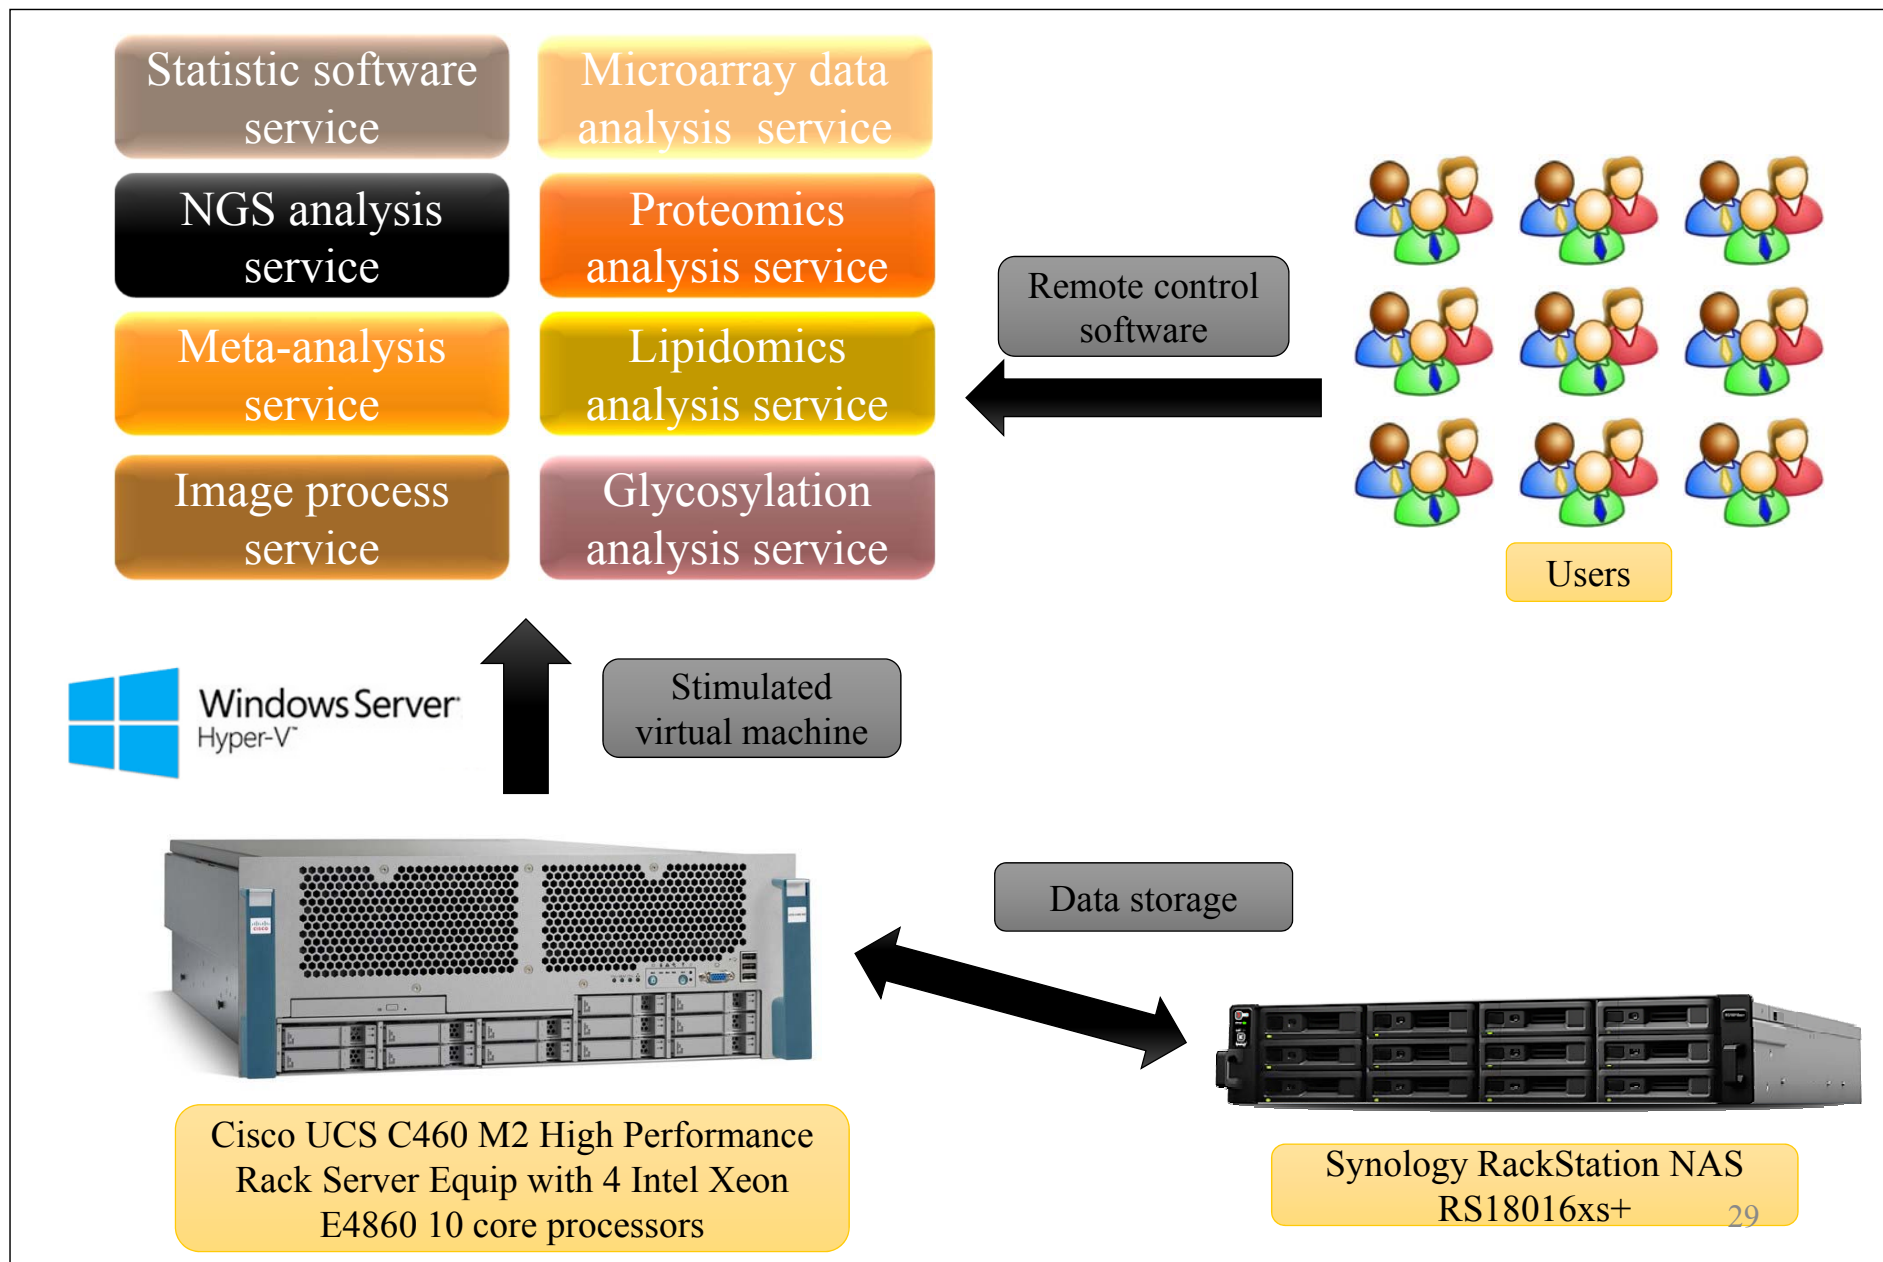 Statistic software
service
Microarray data
analysis service
NGS analysis
service
Proteomics
analysis service
Meta-analysis
service
Lipidomics
analysis service
Image process
service
Glycosylation
analysis service
Remote control
software
Users
Windows Server
Hyper-V™
Stimulated
virtual machine
Data storage
CISCO
Cisco UCS C460 M2 High Performance
Rack Server Equip with 4 Intel Xeon
E4860 10 core processors
Synology RackStation NAS
RS18016xs+
29